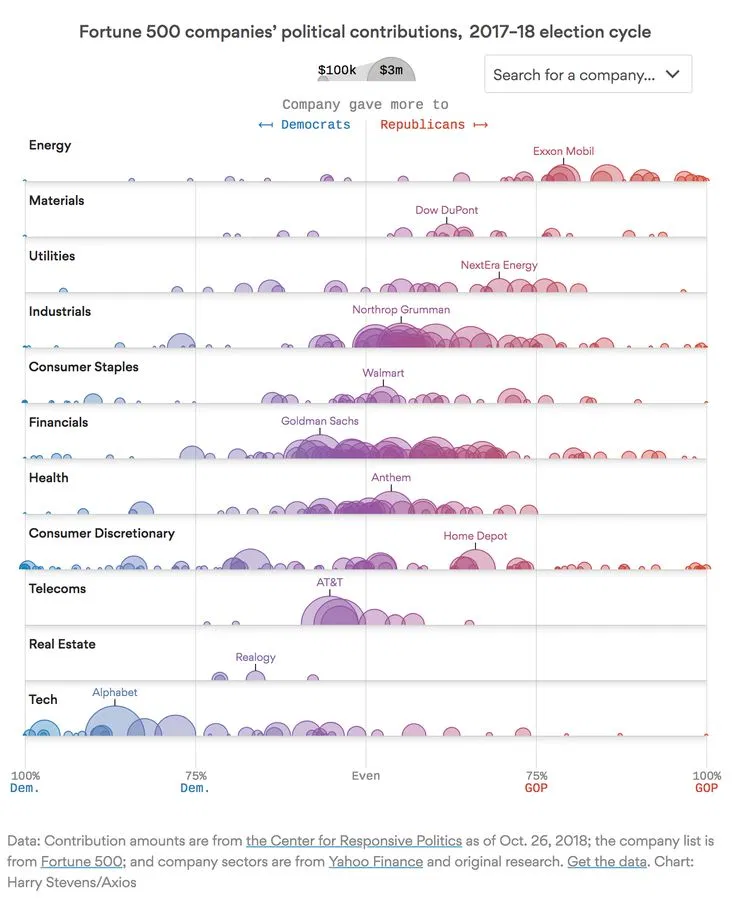 Fortune 500 companies’ political contributions, 2017–18 election cycle
$100k $3m
Search for a company...
Company gave more to
⟻ Democrats Republicans ⟼
Energy
Exxon Mobil
Materials
Dow DuPont
Utilities
NextEra Energy
Industrials
Northrop Grumman
Consumer Staples
Walmart
Financials
Goldman Sachs
Health
Anthem
Consumer Discretionary
Home Depot
Telecoms
AT&T
Real Estate
Realogy
Tech
Alphabet
100% 75% Even 75% 100%
Dem. Dem. GOP GOP
Data: Contribution amounts are from the Center for Responsive Politics as of Oct. 26, 2018; the company list is
from Fortune 500; and company sectors are from Yahoo Finance and original research. Get the data. Chart:
Harry Stevens/Axios